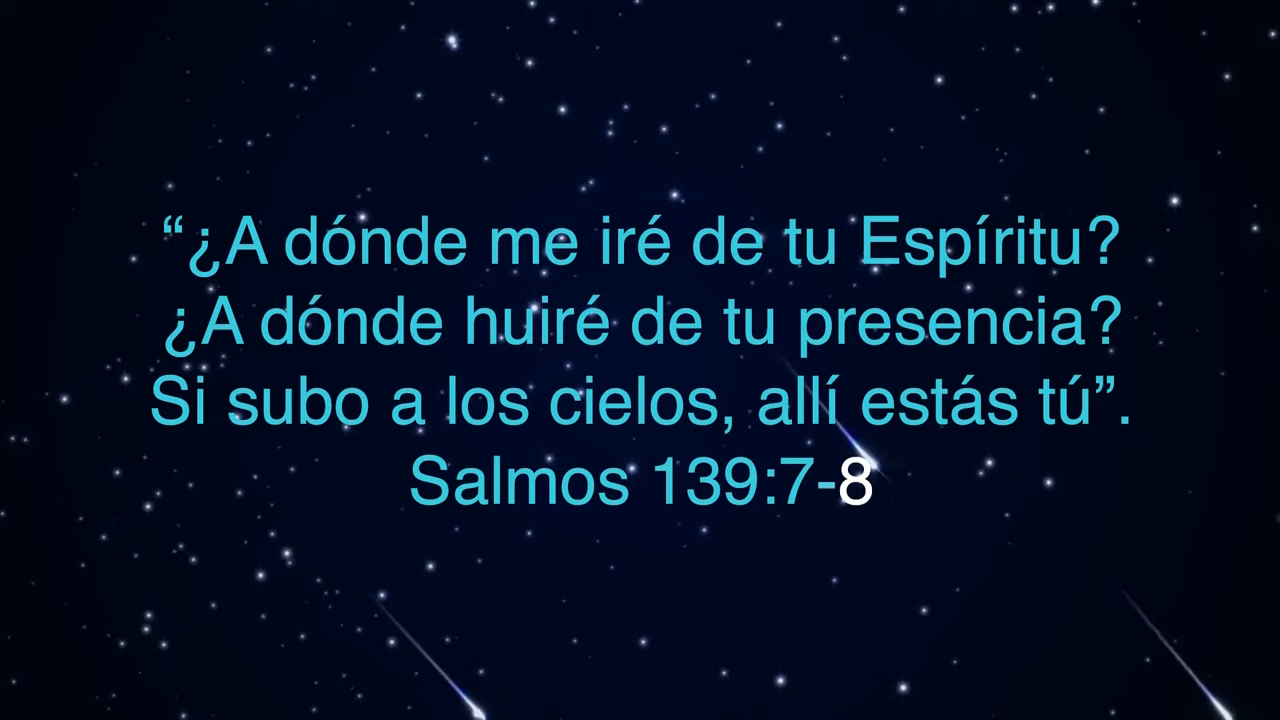 “¿A dónde me iré de tu Espíritu?
¿A dónde huiré de tu presencia?
Si subo a los cielos, allí estás tú”.
Salmos 139:7-8